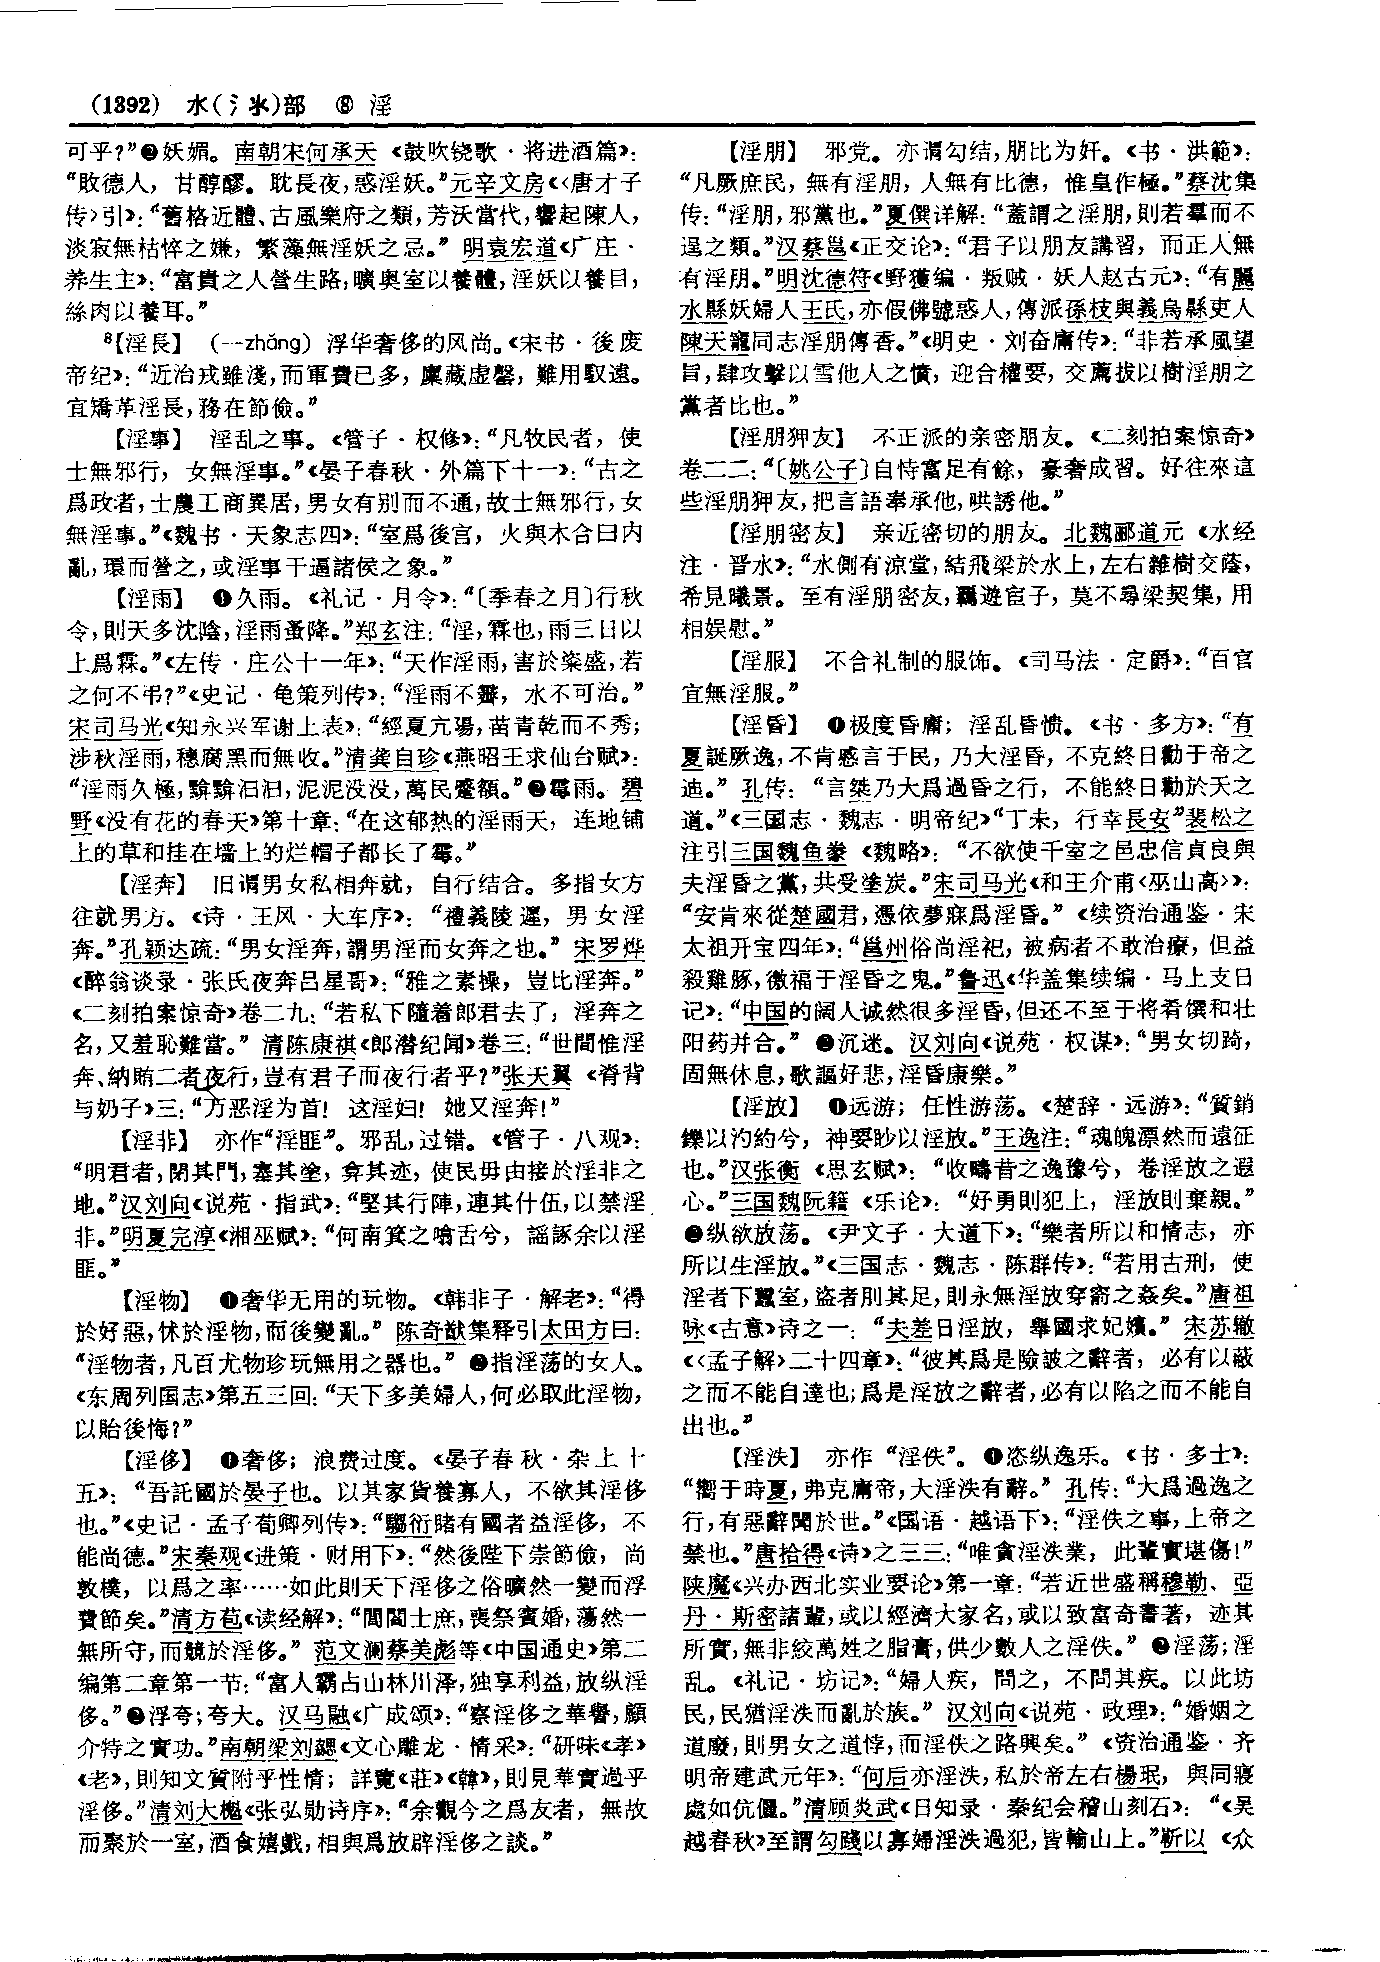 (1392) 水(氵氺)部 ⑧ 淫
可乎?”❷妖媚。南朝宋何承天《鼓吹铙歌·将进酒篇》:
“敗德人，甘醇醪。耽長夜,惑淫妖。”元辛文房《〈唐才子
传〉引》:“舊格近體、古風樂府之類,芳沃當代,響起陳人,
淡寂無枯悴之嫌，繁藻無淫妖之忌。”明袁宏道《广庄·
养生主》:“富貴之人營生路,曠奧室以養體,淫妖以養目,
絲肉以養耳。”
8【淫長】 (—zhǎng) 浮华奢侈的风尚。《宋书·後废
帝纪》:“近治戎雖淺,而軍費已多，廩藏虚罄，難用馭遠。
宜矯革淫長,務在節儉。”
【淫事】 淫乱之事。《管子·权修》:“凡牧民者，使
士無邪行，女無淫事。”《晏子春秋·外篇下十一》:“古之
爲政者,士農工商異居,男女有别而不通,故士無邪行,女
無淫事。”《魏书·天象志四》:“室爲後宫，火與木合曰内
亂,環而營之,或淫事干逼諸侯之象。”
【淫雨】 ❶久雨。《礼记·月令》:“〔季春之月〕行秋
令,則天多沈陰,淫雨蚤降。”郑玄注:“淫,霖也,雨三日以
上爲霖。”《左传·庄公十一年》:“天作淫雨,害於粢盛,若
之何不弔?”《史记·龟策列传》:“淫雨不霽，水不可治。”
宋司马光《知永兴军谢上表》:“經夏亢暘,苗青乾而不秀;
涉秋淫雨,穗腐黑而無收。”清龚自珍《燕昭王求仙台赋》:
“淫雨久極,黭黭汩汩,泥泥没没,萬民蹙頞。”❷霉雨。碧
野《没有花的春天》第十章:“在这郁热的淫雨天，连地铺
上的草和挂在墙上的烂帽子都长了霉。”
【淫奔】 旧谓男女私相奔就，自行结合。多指女方
往就男方。《诗·王风·大车序》:“禮義陵遲，男女淫
奔。”孔颖达疏:“男女淫奔,謂男淫而女奔之也。”宋罗烨
《醉翁谈录·张氏夜奔吕星哥》:“雅之素操，豈比淫奔。”
《二刻拍案惊奇》卷二九:“若私下隨着郎君去了，淫奔之
名,又羞恥難當。”清陈康祺《郎潜纪闻》卷三:“世間惟淫
奔、納賄二者夜行,豈有君子而夜行者乎?”张天翼《脊背
与奶子》三:“万恶淫为首! 这淫妇! 她又淫奔!”
【淫非】 亦作“淫匪”。邪乱,过错。《管子·八观》:
“明君者,閉其門,塞其塗，弇其迹，使民毋由接於淫非之
地。”汉刘向《说苑·指武》:“堅其行陣,連其什伍,以禁淫
非。”明夏完淳《湘巫赋》:“何南箕之噏舌兮，謡諑余以淫
匪。”
【淫物】 ❶奢华无用的玩物。《韩非子·解老》:“得
於好惡,怵於淫物,而後變亂。”陈奇猷集释引太田方曰:
“淫物者,凡百尤物珍玩無用之器也。”❷指淫荡的女人。
《东周列国志》第五三回:“天下多美婦人,何必取此淫物,
以貽後悔?”
【淫侈】 ❶奢侈；浪费过度。《晏子春秋·杂上十
五》:“吾託國於晏子也。以其家貨養寡人，不欲其淫侈
也。”《史记·孟子荀卿列传》:“騶衍睹有國者益淫侈，不
能尚德。”宋秦观《进策·财用下》:“然後陛下崇節儉，尚
敦樸，以爲之率……如此則天下淫侈之俗曠然一變而浮
費節矣。”清方苞《读经解》:“閭閻士庶,喪祭賓婚,蕩然一
無所守,而競於淫侈。”范文澜蔡美彪等《中国通史》第二
编第二章第一节:“富人霸占山林川泽,独享利益,放纵淫
侈。”❷浮夸;夸大。汉马融《广成颂》:“察淫侈之華譽,顧
介特之實功。”南朝梁刘勰《文心雕龙·情采》:“研味《孝》
《老》,則知文質附乎性情；詳覽《莊》《韓》,則見華實過乎
淫侈。”清刘大櫆《张弘勋诗序》:“余觀今之爲友者，無故
而聚於一室,酒食嬉戲,相與爲放辟淫侈之談。”
【淫朋】 邪党。亦谓勾结,朋比为奸。《书·洪範》:
“凡厥庶民，無有淫朋，人無有比德，惟皇作極。”蔡沈集
传:“淫朋,邪黨也。”夏僎详解:“蓋謂之淫朋,則若羣而不
逞之類。”汉蔡邕《正交论》:“君子以朋友講習，而正人無
有淫朋。”明沈德符《野獲编·叛贼·妖人赵古元》:“有麗
水縣妖婦人王氏,亦假佛號惑人,傳派孫枝與義烏縣吏人
陳天寵同志淫朋傳香。”《明史·刘奋庸传》:“非若承風望
旨,肆攻擊以雪他人之憤，迎合權要，交薦拔以樹淫朋之
黨者比也。”
【淫朋狎友】 不正派的亲密朋友。《二刻拍案惊奇》
卷二二:“〔姚公子〕自恃富足有餘，豪奢成習。好往來這
些淫朋狎友,把言語奉承他,哄誘他。”
【淫朋密友】 亲近密切的朋友。北魏郦道元《水经
注·晋水》:“水側有涼堂,結飛梁於水上,左右雜樹交蔭,
希見曦景。至有淫朋密友,羈遊宦子，莫不尋梁契集,用
相娱慰。”
【淫服】 不合礼制的服饰。《司马法·定爵》:“百官
宜無淫服。”
【淫昏】 ❶极度昏庸；淫乱昏愦。《书·多方》:“有
夏誕厥逸,不肯慼言于民，乃大淫昏，不克終日勸于帝之
迪。”孔传:“言桀乃大爲過昏之行，不能終日勸於天之
道。”《三国志·魏志·明帝纪》“丁未，行幸長安”裴松之
注引三国魏鱼豢《魏略》:“不欲使千室之邑忠信貞良與
夫淫昏之黨,共受塗炭。”宋司马光《和王介甫〈巫山高〉》:
“安肯來從楚國君,憑依夢寐爲淫昏。”《续资治通鉴·宋
太祖开宝四年》:“邕州俗尚淫祀，被病者不敢治療，但益
殺雞豚,徼福于淫昏之鬼。”鲁迅《华盖集续编·马上支日
记》:“中国的阔人诚然很多淫昏,但还不至于将肴馔和壮
阳药并合。”❷沉迷。汉刘向《说苑·权谋》:“男女切踦，
固無休息,歌謳好悲,淫昏康樂。”
【淫放】 ❶远游；任性游荡。《楚辞·远游》:“質銷
鑠以汋約兮，神要眇以淫放。”王逸注:“魂魄漂然而遠征
也。”汉张衡《思玄赋》:“收疇昔之逸豫兮，卷淫放之遐
心。”三国魏阮籍《乐论》:“好勇則犯上，淫放則棄親。”
❷纵欲放荡。《尹文子·大道下》:“樂者所以和情志，亦
所以生淫放。”《三国志·魏志·陈群传》:“若用古刑，使
淫者下蠶室,盗者刖其足,則永無淫放穿窬之姦矣。”唐祖
咏《古意》诗之一:“夫差日淫放，舉國求妃嬪。”宋苏辙
《〈孟子解〉二十四章》:“彼其爲是險詖之辭者，必有以蔽
之而不能自達也;爲是淫放之辭者,必有以陷之而不能自
出也。”
【淫泆】 亦作“淫佚”。❶恣纵逸乐。《书·多士》:
“嚮于時夏,弗克庸帝,大淫泆有辭。”孔传:“大爲過逸之
行,有惡辭聞於世。”《国语·越语下》:“淫佚之事,上帝之
禁也。”唐拾得《诗》之三三:“唯貪淫泆業，此輩實堪傷!”
陕魔《兴办西北实业要论》第一章:“若近世盛稱穆勒、亞
丹·斯密諸輩,或以經濟大家名,或以致富奇書著，迹其
所實,無非絞萬姓之脂膏,供少數人之淫佚。”❷淫荡;淫
乱。《礼记·坊记》:“婦人疾，問之，不問其疾。以此坊
民,民猶淫泆而亂於族。”汉刘向《说苑·政理》:“婚姻之
道廢,則男女之道悖,而淫佚之路興矣。”《资治通鉴·齐
明帝建武元年》:“何后亦淫泆,私於帝左右楊珉，與同寢
處如伉儷。”清顾炎武《日知录·秦纪会稽山刻石》:“《吴
越春秋》至謂勾踐以寡婦淫泆過犯,皆輸山上。”靳以《众